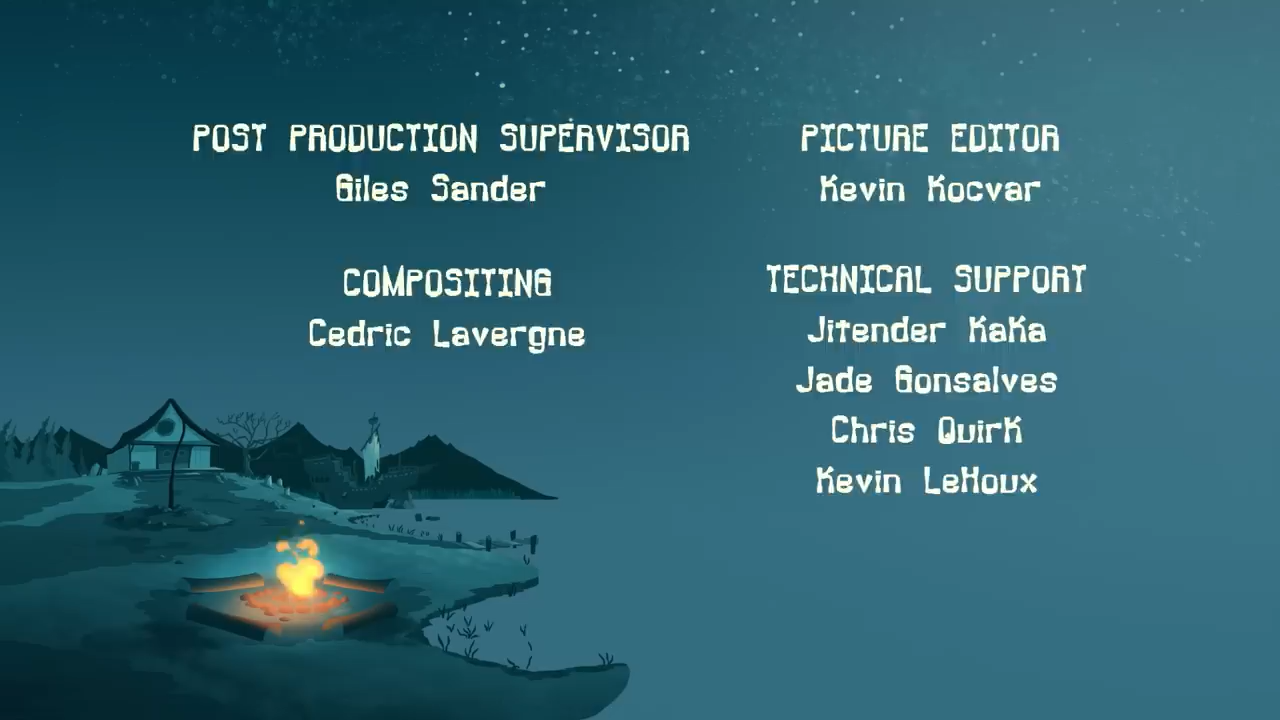 POST PRODUCTION SUPERVISOR
Giles Sander
COMPOSITING
Cedric Lavergne
PICTURE EDITOR
Kevin Kocvar
TECHNICAL SUPPORT
Jitender KaKa
Jade Gonsalves
Chris QuirK
Kevin LeHoux